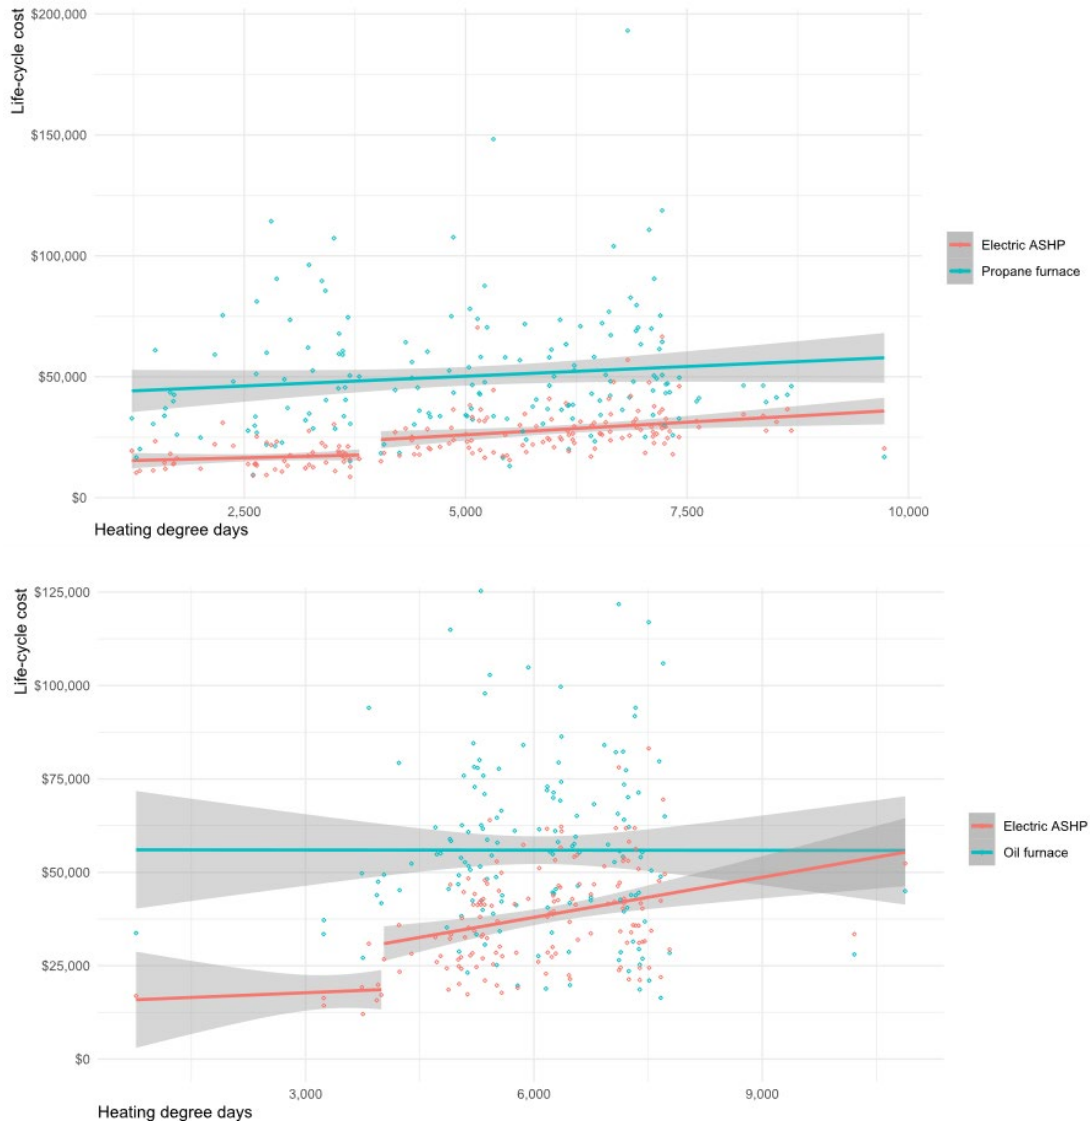 Life-cycle cost
$200,000
$150,000
$100,000
$50,000
$0
2,500 5,000 7,500 10,000
Heating degree days
Electric ASHP
Propane furnace
Life-cycle cost
$125,000
$100,000
$75,000
$50,000
$25,000
$0
3,000 6,000 9,000
Heating degree days
Electric ASHP
Oil furnace